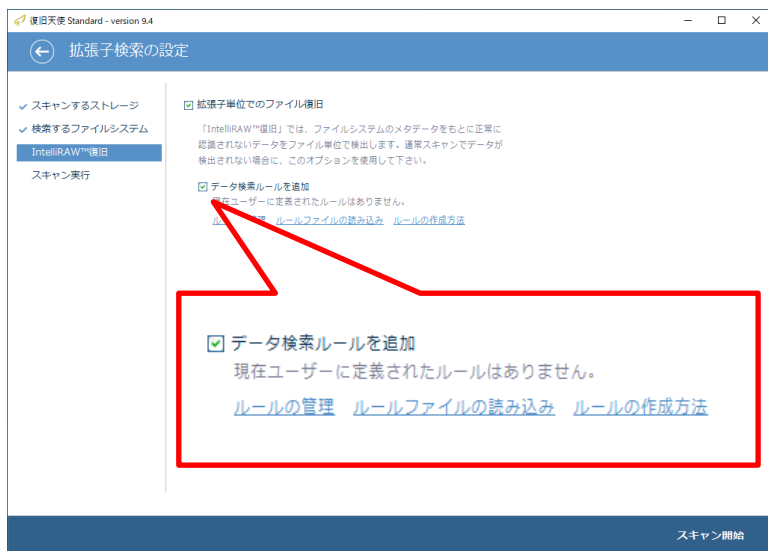 復旧天使 Standard - version 9.4
拡張子検索の設定
スキャンするストレージ
検索するファイルシステム
IntelliRAW™復旧
スキャン実行
拡張子単位でのファイル復旧
「IntelliRAW™復旧」では、ファイルシステムのメタデータをもとに正常に
認識されないデータをファイル単位で検出します。通常スキャンでデータが
検出されない場合に、このオプションを使用して下さい。
データ検索ルールを追加
現在ユーザーに定義されたルールはありません。
ルールの管理 ルールファイルの読み込み ルールの作成方法
データ検索ルールを追加
現在ユーザーに定義されたルールはありません。
ルールの管理 ルールファイルの読み込み ルールの作成方法
スキャン開始